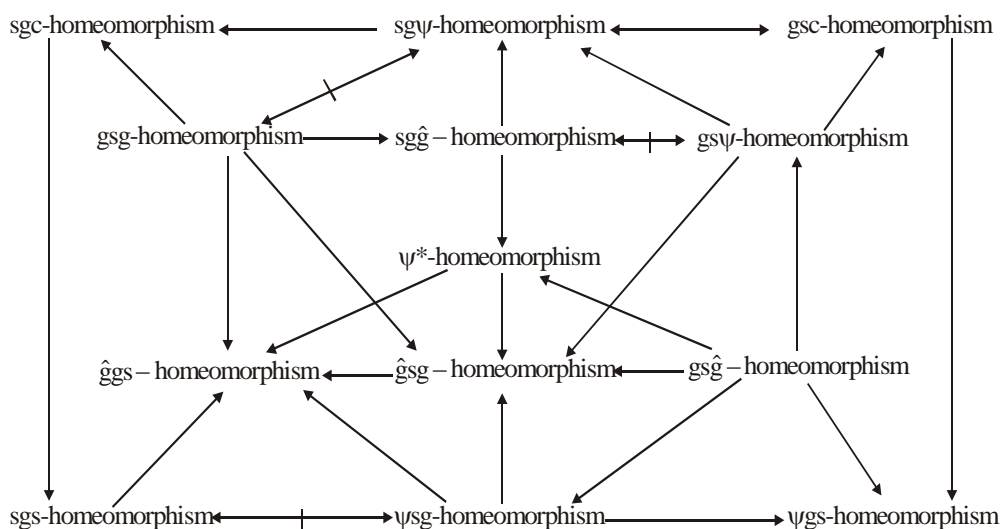 sgc-homeomorphism sgψ-homeomorphism gsc-homeomorphism
gsg-homeomorphism sgĝ – homeomorphism gsψ-homeomorphism
ψ*-homeomorphism
ĝgs – homeomorphism ĝsg – homeomorphism gsĝ – homeomorphism
sgs-homeomorphism ψsg-homeomorphism ψgs-homeomorphism